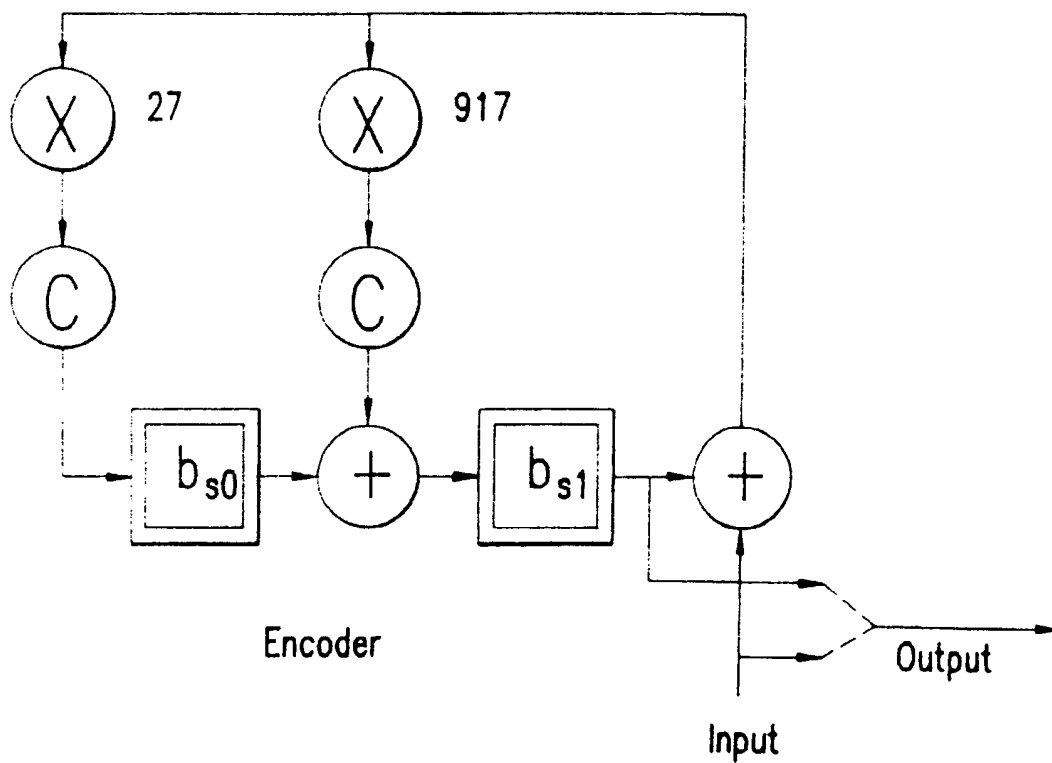 X 27 X 917
C C
b_s0 + b_s1 +
Encoder
Output
Input